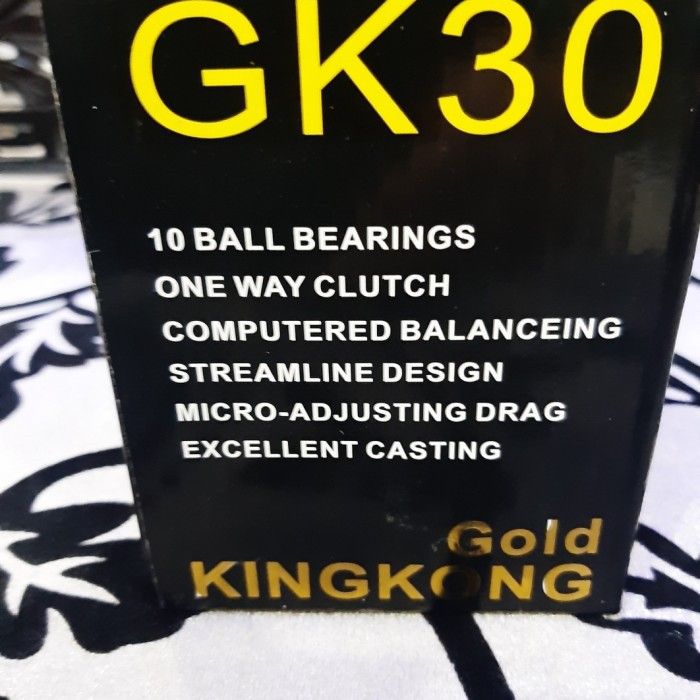 GK30
10 BALL BEARINGS
ONE WAY CLUTCH
COMPUTERED BALANCEING
STREAMLINE DESIGN
MICRO-ADJUSTING DRAG
EXCELLENT CASTING
Gold
KINGKONG